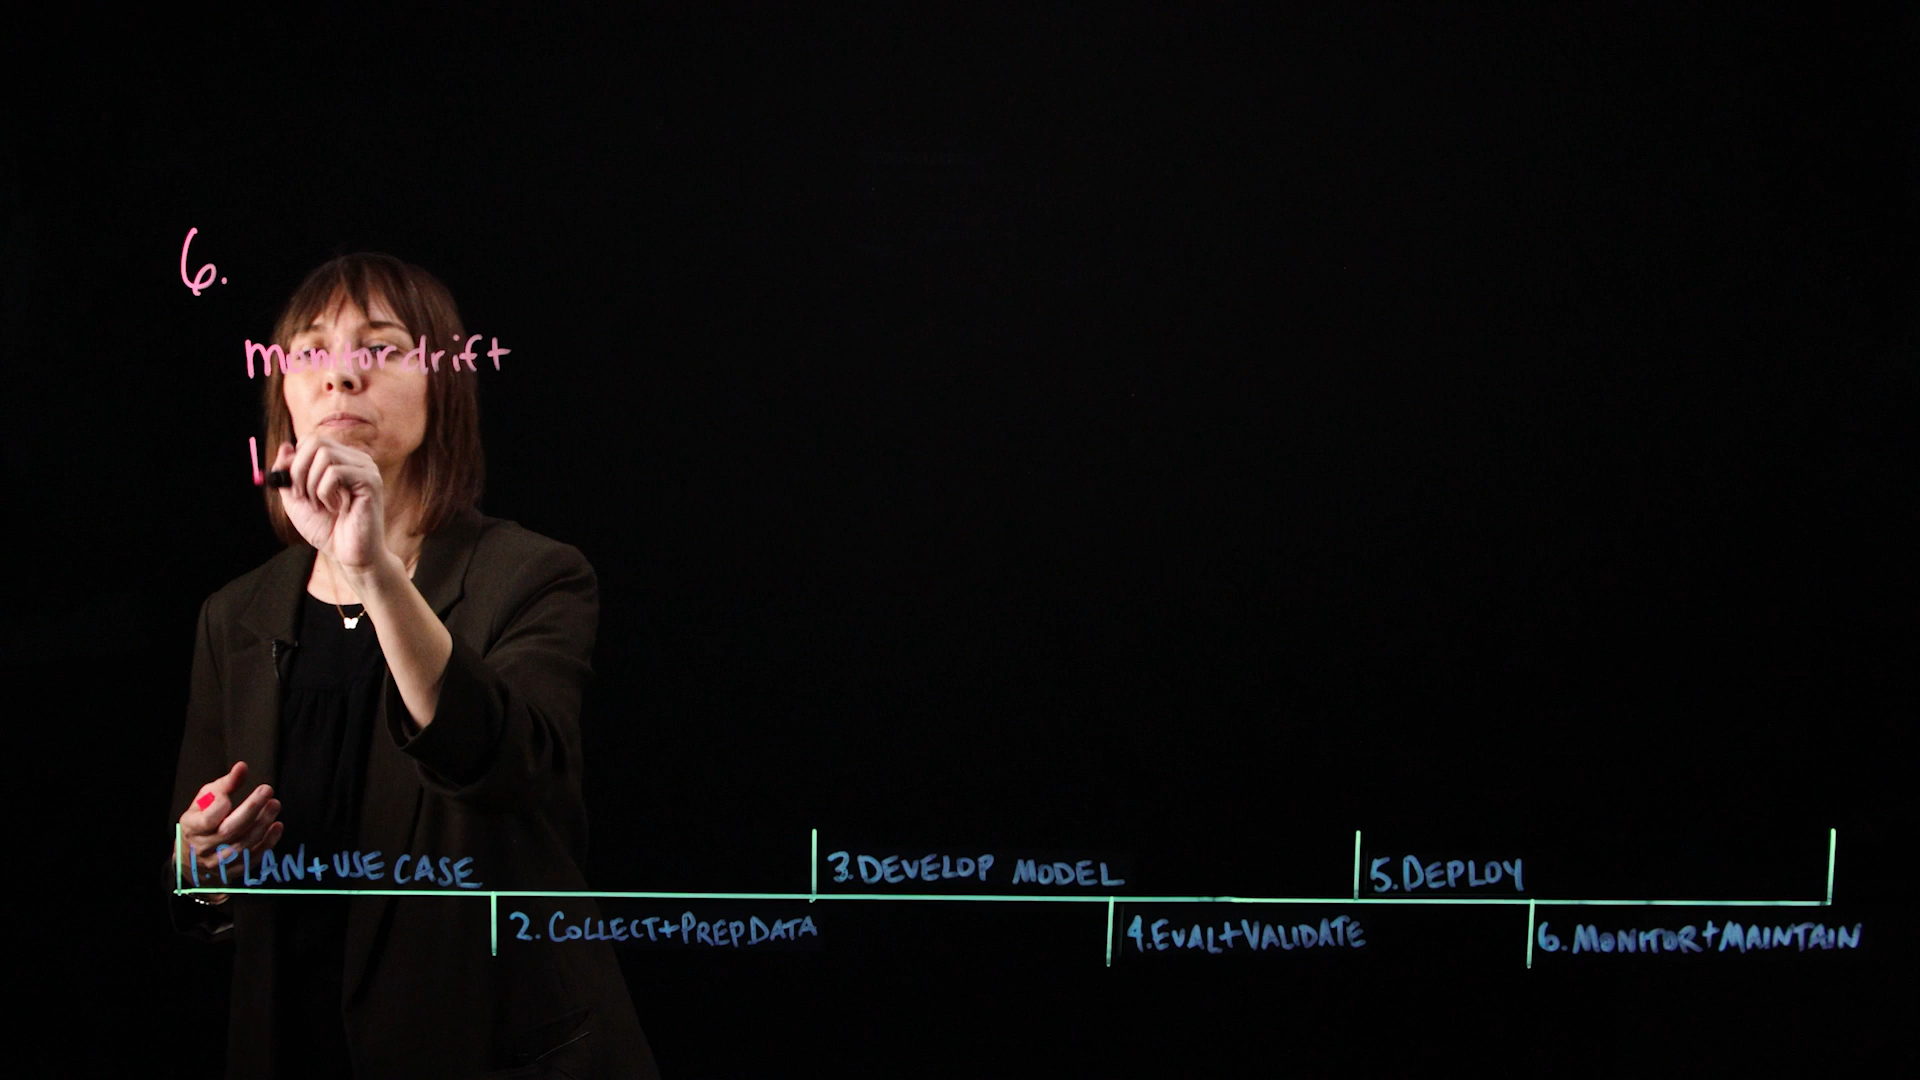 6.
monitor drift
1. PLAN + USE CASE
3. DEVELOP MODEL
5. DEPLOY
2. COLLECT + PREP DATA
4. EVAL + VALIDATE
6. MONITOR + MAINTAIN